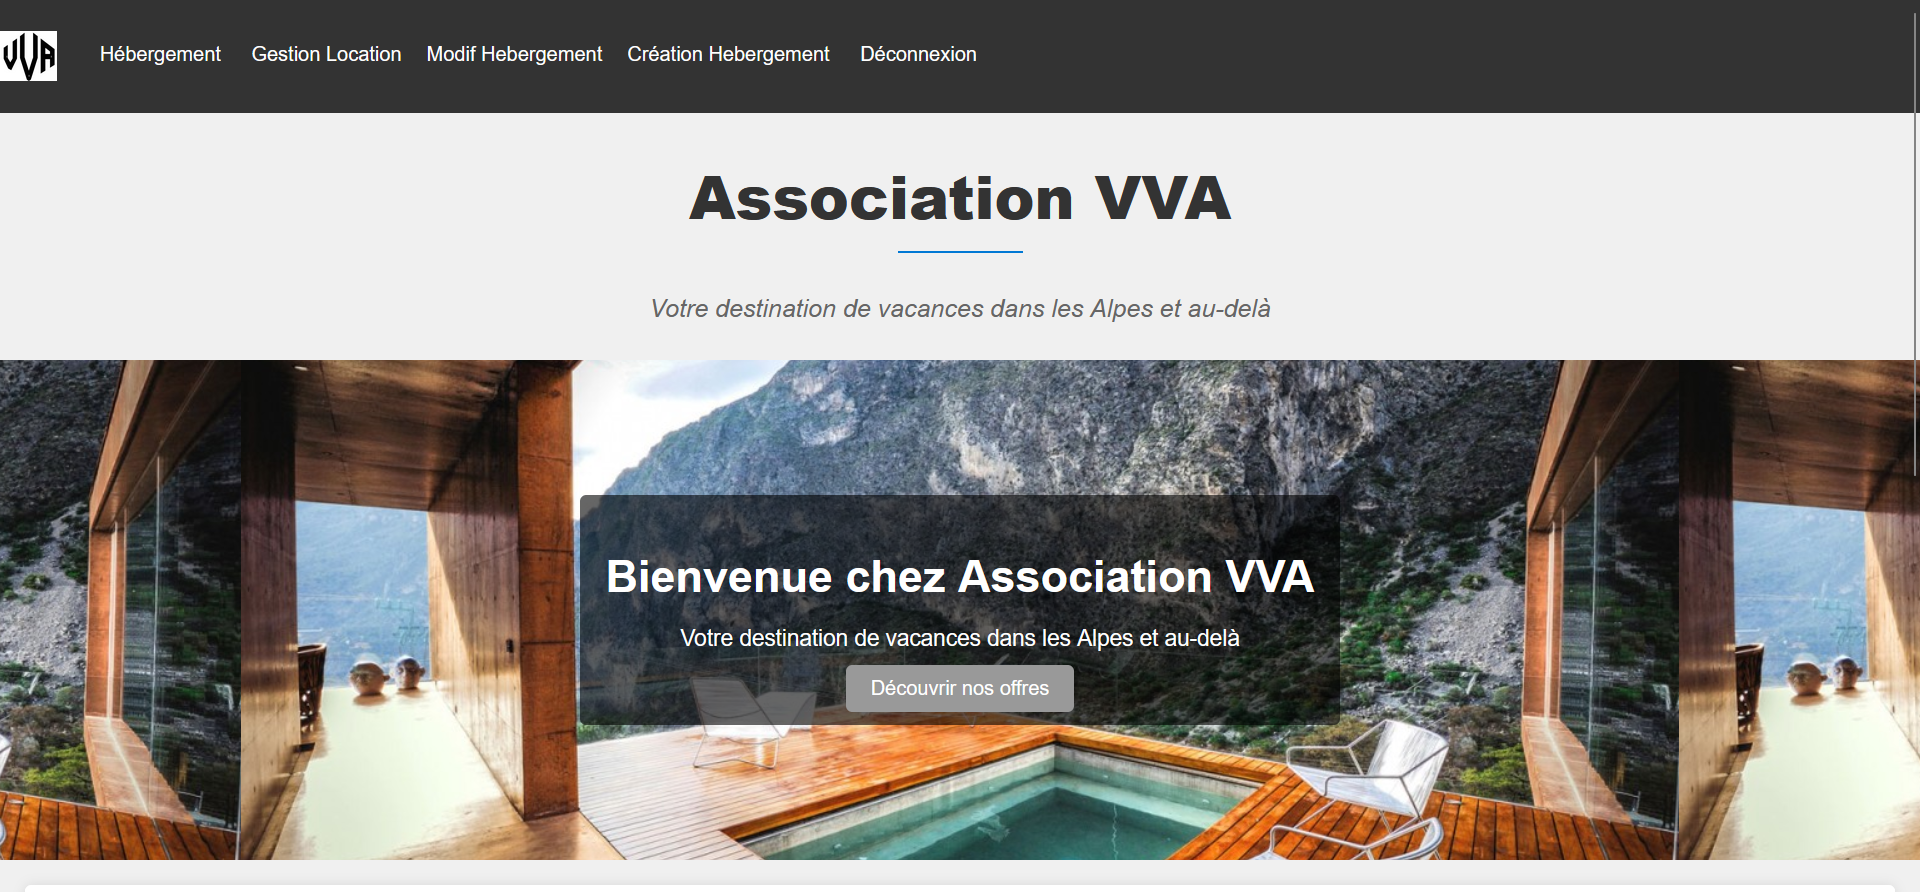 VVA
Hébergement Gestion Location Modif Hebergement Création Hebergement Déconnexion
Association VVA
Votre destination de vacances dans les Alpes et au-delà
Bienvenue chez Association VVA
Votre destination de vacances dans les Alpes et au-delà
Découvrir nos offres